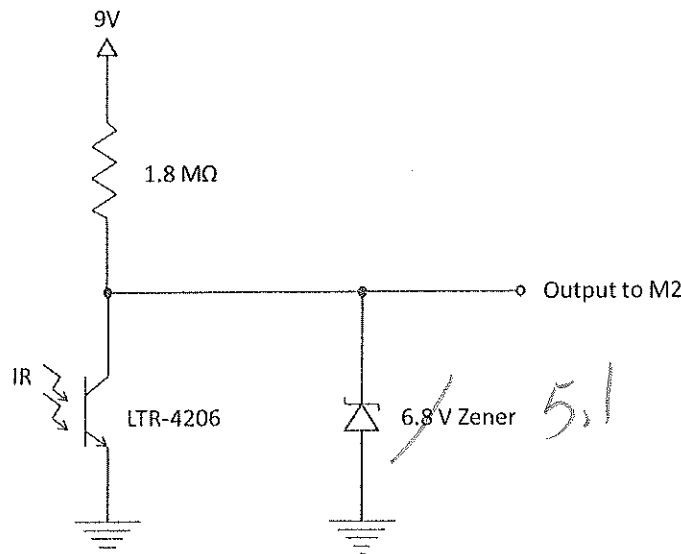 9V
1.8 MΩ
Output to M2
IR
LTR-4206
6.8 V Zener 5.1